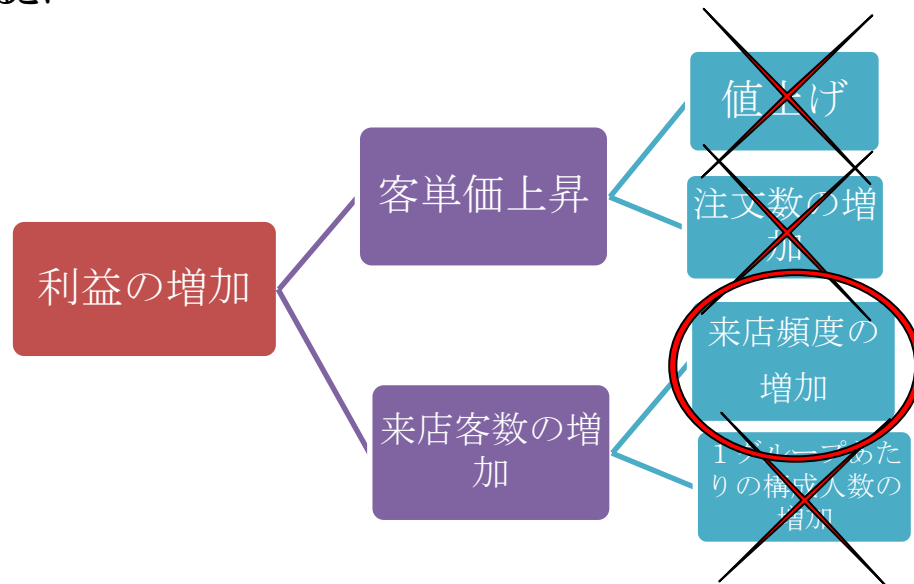 値上げ
客単価上昇
注文数の増
加
利益の増加
来店頻度の
増加
来店客数の増
加
１グループあた
りの構成人数の
増加